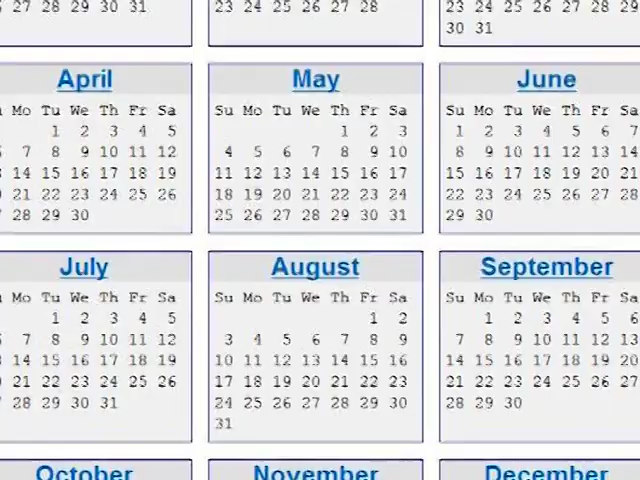 27 28 29 30 31
23 24 25 26 27 28
23 24 25 26 27 28 29
30 31
April
Mo Tu We Th Fr Sa
1 2 3 4 5
7 8 9 10 11 12
14 15 16 17 18 19
21 22 23 24 25 26
28 29 30
May
Su Mo Tu We Th Fr Sa
1 2 3
4 5 6 7 8 9 10
11 12 13 14 15 16 17
18 19 20 21 22 23 24
25 26 27 28 29 30 31
June
Su Mo Tu We Th Fr Sa
1 2 3 4 5 6 7
8 9 10 11 12 13 14
15 16 17 18 19 20 21
22 23 24 25 26 27 28
29 30
July
Mo Tu We Th Fr Sa
1 2 3 4 5
7 8 9 10 11 12
14 15 16 17 18 19
21 22 23 24 25 26
28 29 30 31
August
Su Mo Tu We Th Fr Sa
1 2
3 4 5 6 7 8 9
10 11 12 13 14 15 16
17 18 19 20 21 22 23
24 25 26 27 28 29 30
31
September
Su Mo Tu We Th Fr Sa
1 2 3 4 5 6
7 8 9 10 11 12 13
14 15 16 17 18 19 20
21 22 23 24 25 26 27
28 29 30
October
November
December